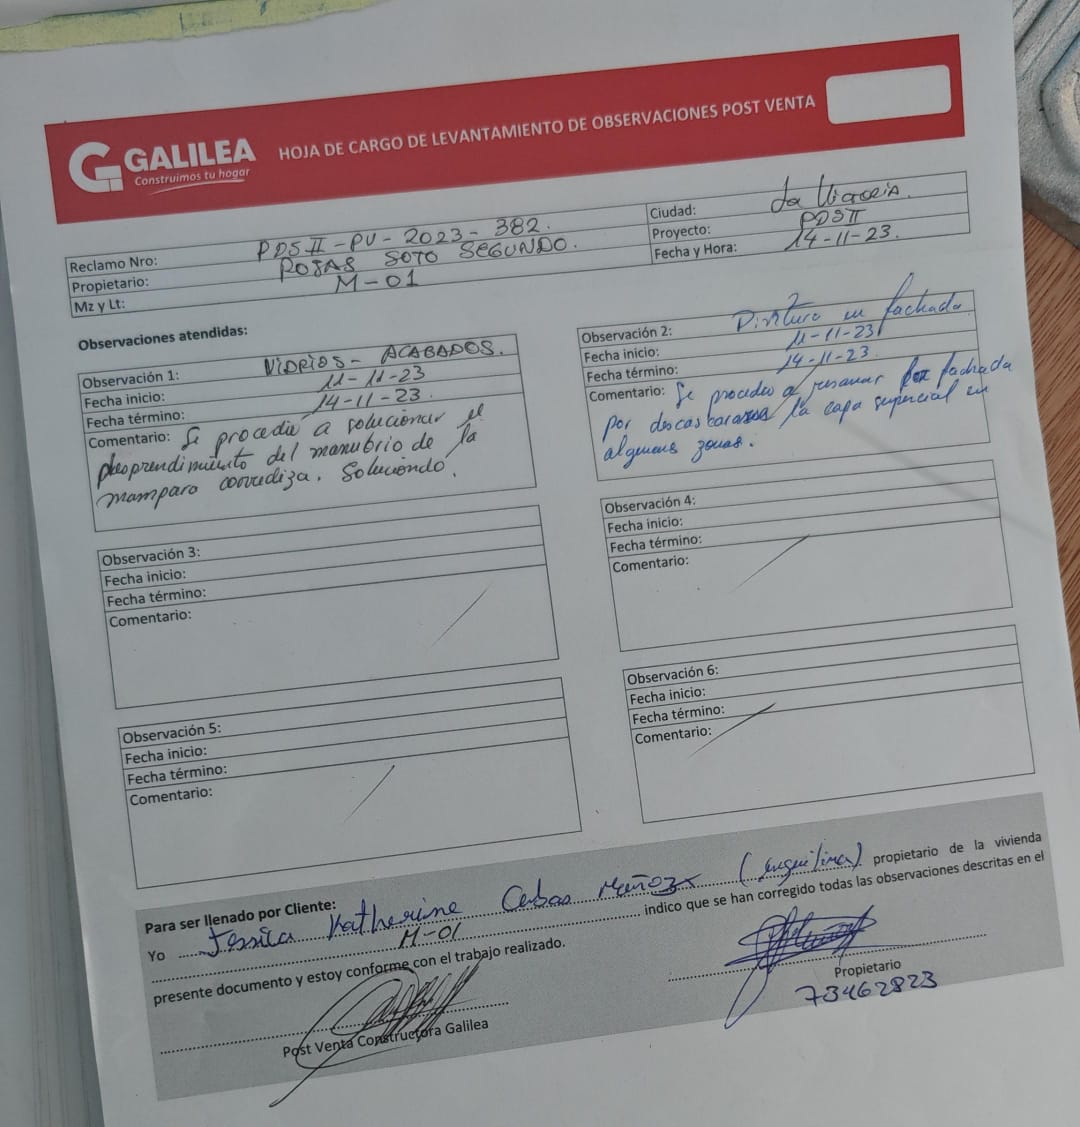 GALILEA
Construimos tu hogar
HOJA DE CARGO DE LEVANTAMIENTO DE OBSERVACIONES POST VENTA
Reclamo Nro: PDS II - PV - 2023 - 382.
Propietario: ROJAS SOTO SEGUNDO.
Mz y Lt: M-01
Ciudad: La Victoria.
Proyecto: PDS II
Fecha y Hora: 14-11-23.
Observaciones atendidas:
Observación 1: VIDRIOS - ACABADOS.
Fecha inicio: 11-11-23
Fecha término: 14-11-23.
Comentario: Se procedio a solucionar el
desprendimiento del manubrio de la
mampara corrediza. Soluciondo.
Observación 2: Pintura en fachada
Fecha inicio: 11-11-23
Fecha término: 14-11-23.
Comentario: Se procedio a resanar fachada
por descascararse la capa supercial en
algunas zonas.
Observación 3:
Fecha inicio:
Fecha término:
Comentario:
Observación 4:
Fecha inicio:
Fecha término:
Comentario:
Observación 5:
Fecha inicio:
Fecha término:
Comentario:
Observación 6:
Fecha inicio:
Fecha término:
Comentario:
Para ser llenado por Cliente:
Yo Jessica Katherine Muñoz (Inquilina) propietario de la vivienda
M-01 indico que se han corregido todas las observaciones descritas en el
presente documento y estoy conforme con el trabajo realizado.
Post Venta Constructora Galilea
Propietario
73462823